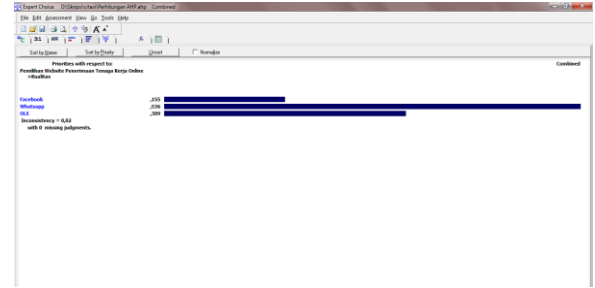 Expert Choice D:\Skripsi\citasi\Perhitungan AHP.ahp Combined
File Edit Assessment View Go Tools Help
Sort by Name Sort by Priority Unsort Normalize
Priorities with respect to: Combined
Pemilihan Website Penerimaan Tenaga Kerja Online
>Kualitas
Facebook ,155
Whatsapp ,536
OLX ,309
Inconsistency = 0,03
with 0 missing judgments.